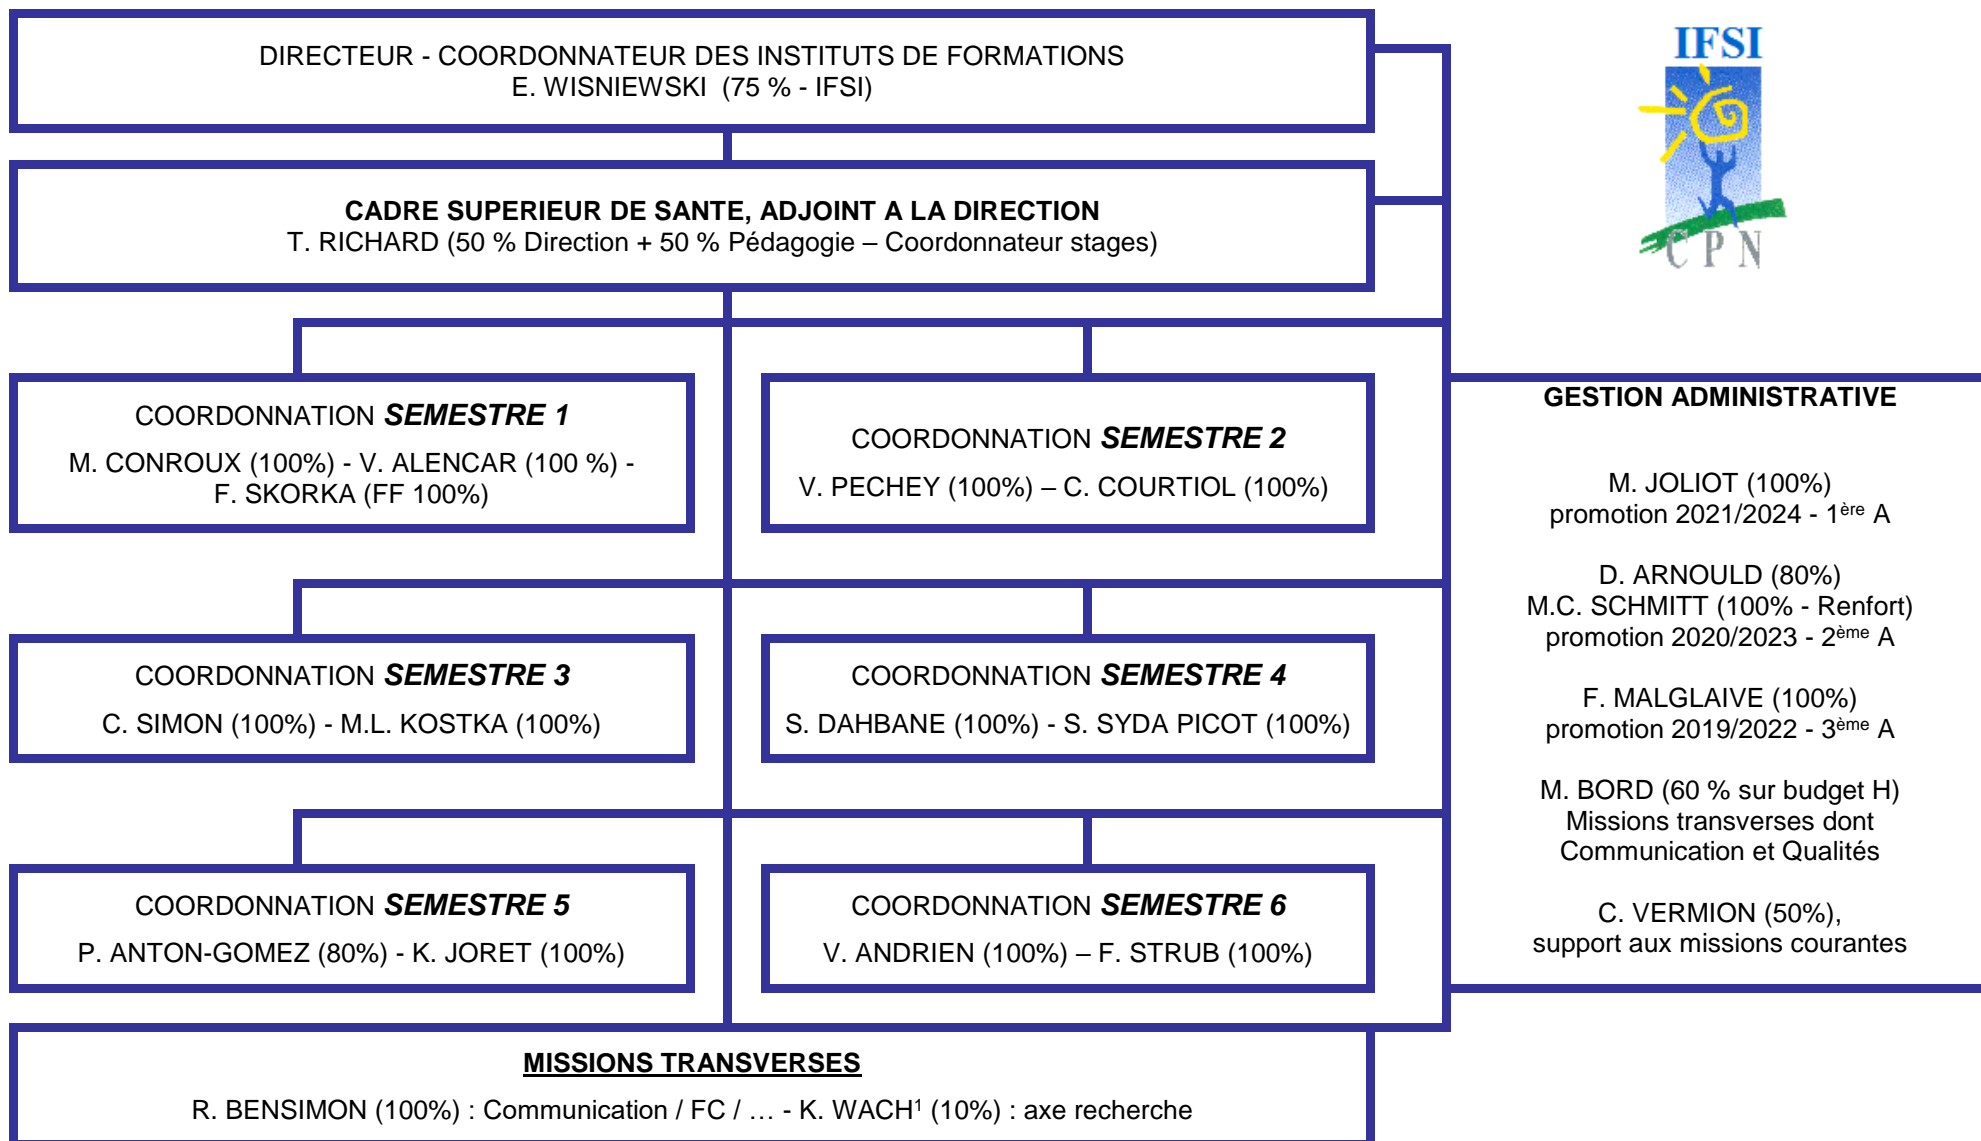 DIRECTEUR - COORDONNATEUR DES INSTITUTS DE FORMATIONS
E. WISNIEWSKI (75 % - IFSI)
IFSI
CPN
CADRE SUPERIEUR DE SANTE, ADJOINT A LA DIRECTION
T. RICHARD (50 % Direction + 50 % Pédagogie – Coordonnateur stages)
COORDONNATION SEMESTRE 1
M. CONROUX (100%) - V. ALENCAR (100 %) -
F. SKORKA (FF 100%)
COORDONNATION SEMESTRE 2
V. PECHEY (100%) – C. COURTIOL (100%)
COORDONNATION SEMESTRE 3
C. SIMON (100%) - M.L. KOSTKA (100%)
COORDONNATION SEMESTRE 4
S. DAHBANE (100%) - S. SYDA PICOT (100%)
COORDONNATION SEMESTRE 5
P. ANTON-GOMEZ (80%) - K. JORET (100%)
COORDONNATION SEMESTRE 6
V. ANDRIEN (100%) – F. STRUB (100%)
GESTION ADMINISTRATIVE
M. JOLIOT (100%)
promotion 2021/2024 - 1ère A
D. ARNOULD (80%)
M.C. SCHMITT (100% - Renfort)
promotion 2020/2023 - 2ème A
F. MALGLAIVE (100%)
promotion 2019/2022 - 3ème A
M. BORD (60 % sur budget H)
Missions transverses dont
Communication et Qualités
C. VERMION (50%),
support aux missions courantes
MISSIONS TRANSVERSES
R. BENSIMON (100%) : Communication / FC / … - K. WACH¹ (10%) : axe recherche